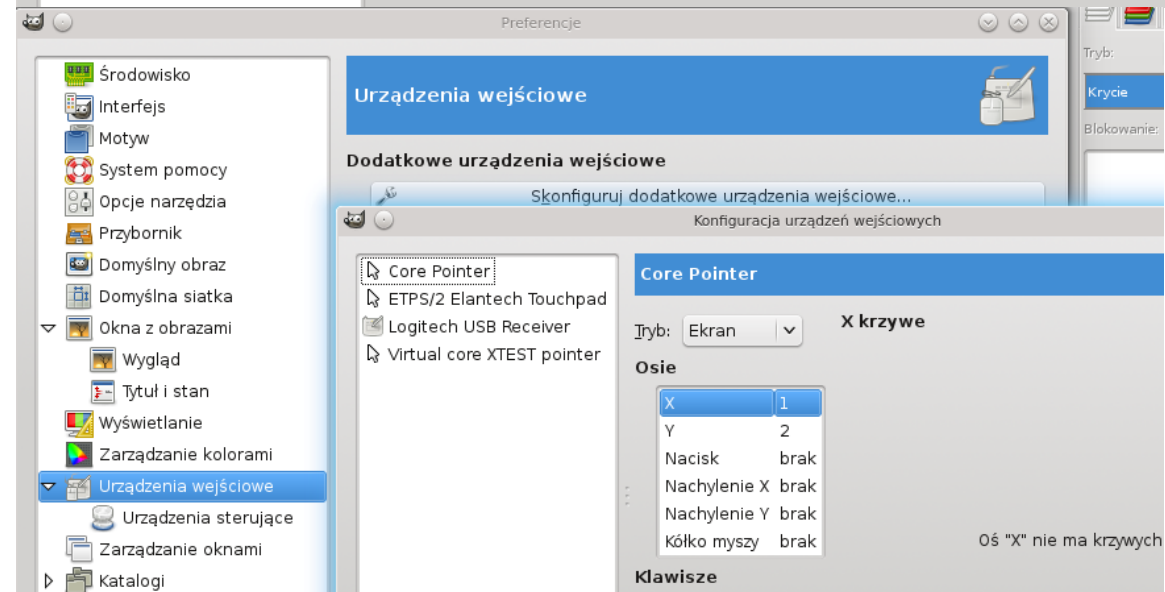 Preferencje
Tryb:
Krycie
Blokowanie:
Środowisko
Interfejs
Motyw
System pomocy
Opcje narzędzia
Przybornik
Domyślny obraz
Domyślna siatka
Okna z obrazami
Wygląd
Tytuł i stan
Wyświetlanie
Zarządzanie kolorami
Urządzenia wejściowe
Urządzenia sterujące
Zarządzanie oknami
Katalogi
Urządzenia wejściowe
Dodatkowe urządzenia wejściowe
Skonfiguruj dodatkowe urządzenia wejściowe...
Konfiguracja urządzeń wejściowych
Core Pointer
ETPS/2 Elantech Touchpad
Logitech USB Receiver
Virtual core XTEST pointer
Core Pointer
Tryb: Ekran
X krzywe
Osie
X 1
Y 2
Nacisk brak
Nachylenie X brak
Nachylenie Y brak
Kółko myszy brak
Oś "X" nie ma krzywych
Klawisze